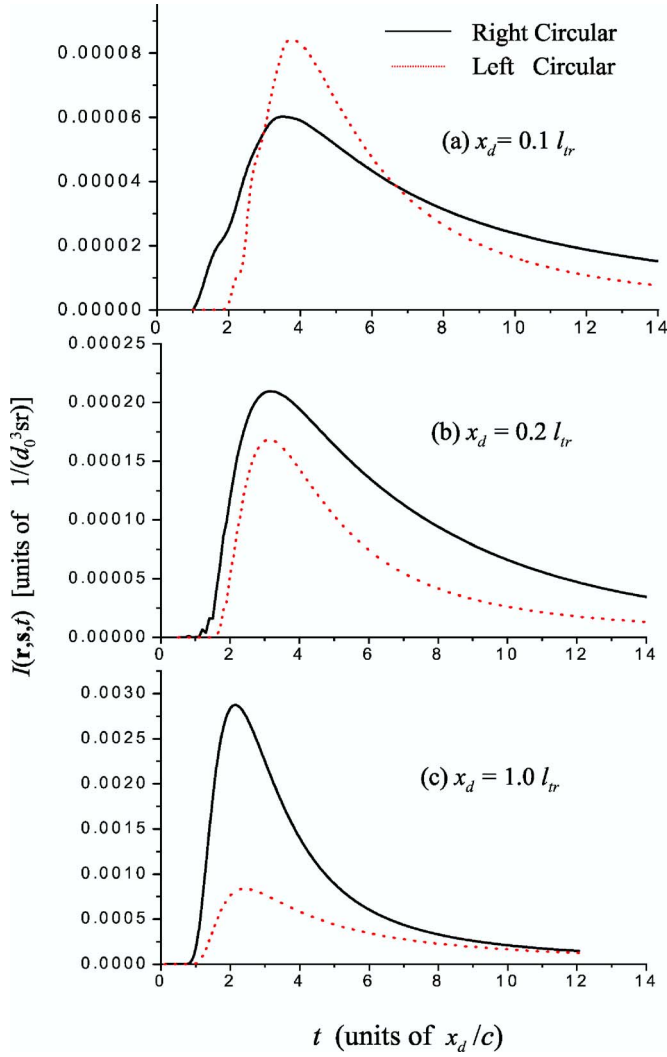 Right Circular
Left Circular
(a) x_d = 0.1 l_tr
0.00008
0.00006
0.00004
0.00002
0.00000
0 2 4 6 8 10 12 14
(b) x_d = 0.2 l_tr
0.00025
0.00020
0.00015
0.00010
0.00005
0.00000
0 2 4 6 8 10 12 14
(c) x_d = 1.0 l_tr
0.0030
0.0025
0.0020
0.0015
0.0010
0.0005
0.0000
0 2 4 6 8 10 12 14
I(r,s,t) [units of 1/(d_0^3sr)]
t (units of x_d/c)